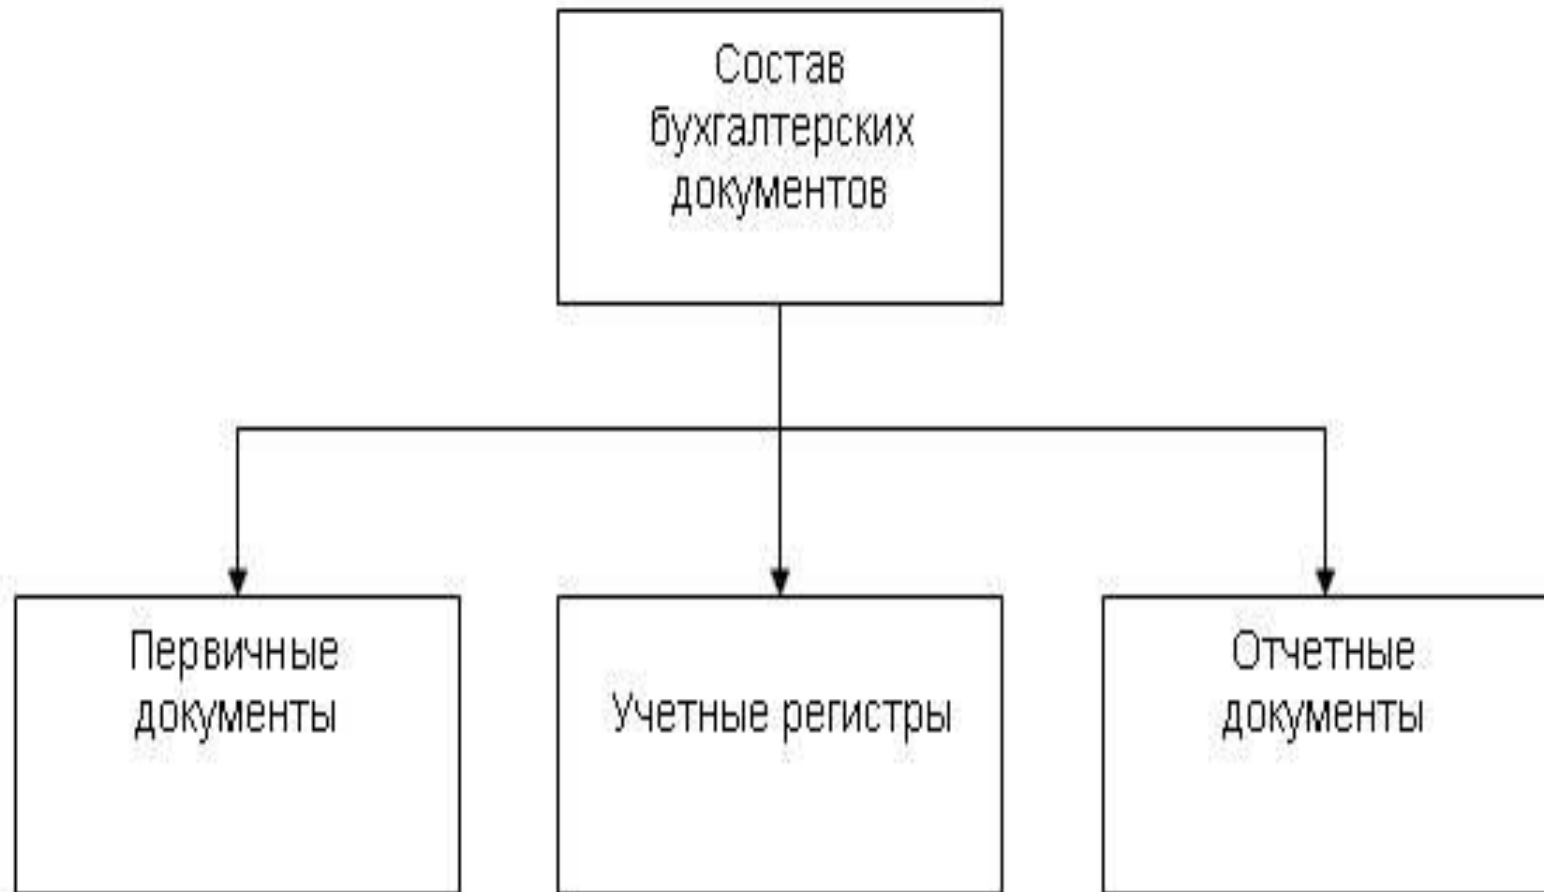 Состав
бухгалтерских
документов
Первичные
документы
Учетные регистры
Отчетные
документы